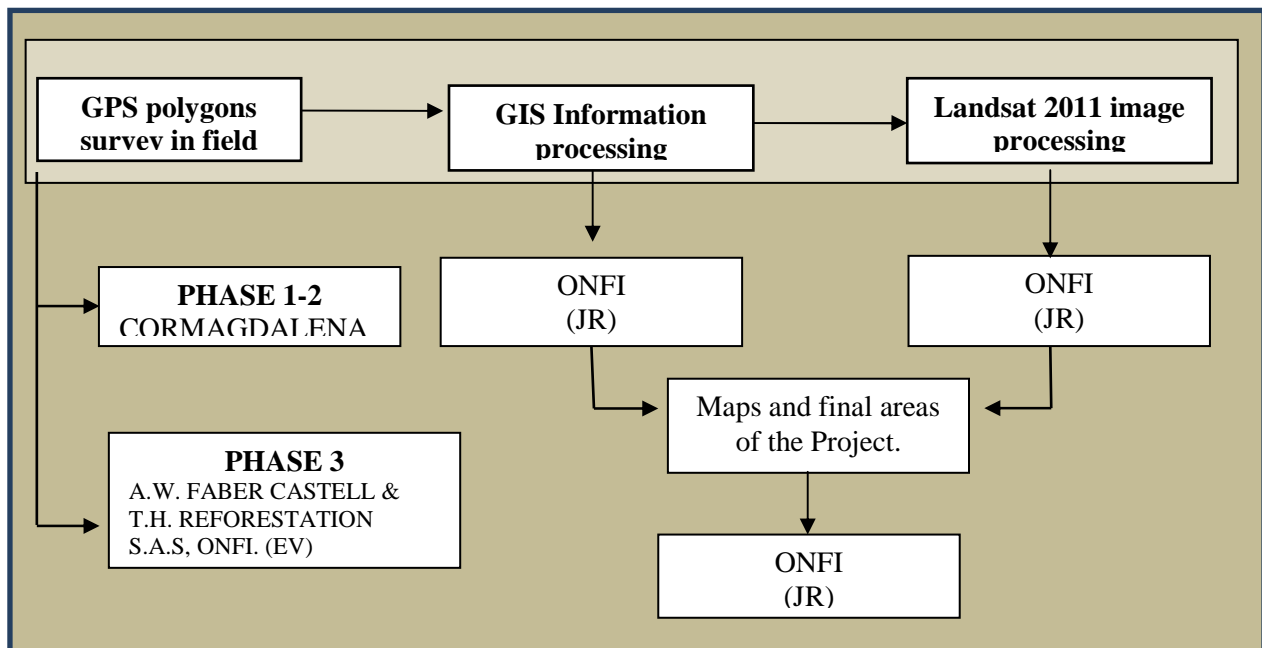 GPS polygons
survey in field
GIS Information
processing
Landsat 2011 image
processing
PHASE 1-2
CORMAGDALENA
ONFI
(JR)
ONFI
(JR)
Maps and final areas
of the Project.
PHASE 3
A.W. FABER CASTELL &
T.H. REFORESTATION
S.A.S, ONFI. (EV)
ONFI
(JR)